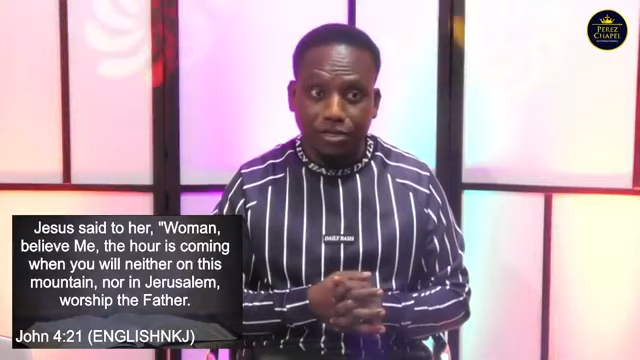 PEREZ
CHAPEL
DAILY BASIS
Jesus said to her, "Woman,
believe Me, the hour is coming
when you will neither on this
mountain, nor in Jerusalem,
worship the Father.
John 4:21 (ENGLISHNKJ)